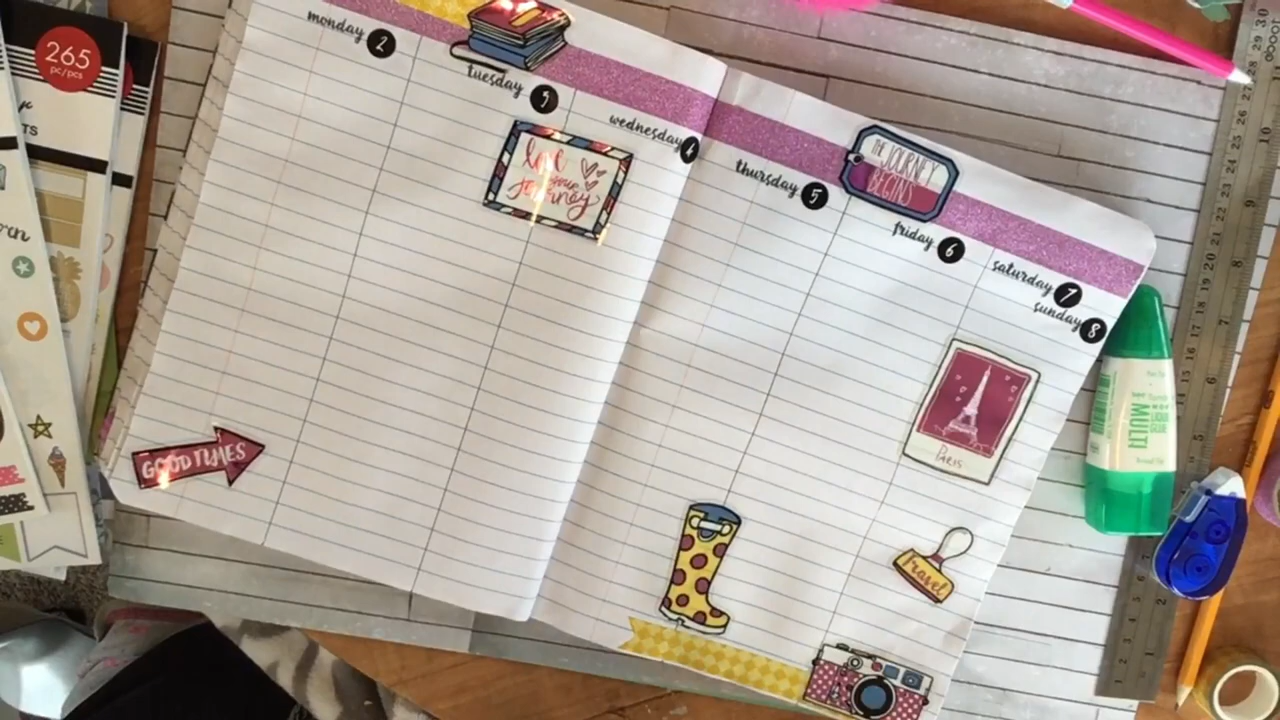 265
pc/pcs
monday 2
tuesday 3
wednesday 4
thursday 5
friday 6
saturday 7
sunday 8
love
your
journey
THE JOURNEY
BEGINS
GOOD TIMES
PARIS
Travel
MULTI